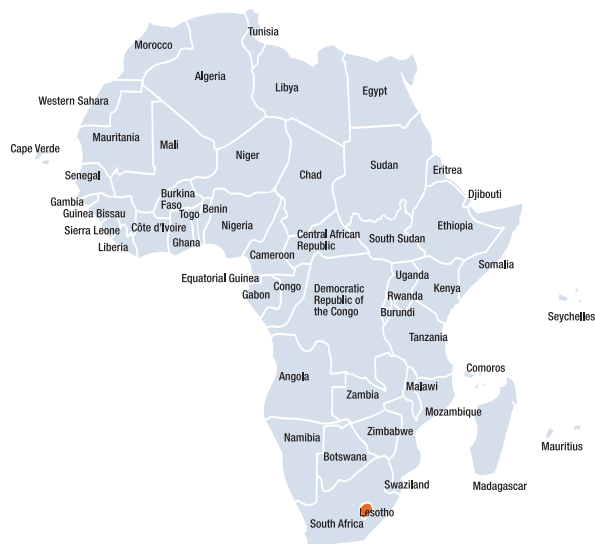 Tunisia
Morocco
Algeria
Libya
Egypt
Western Sahara
Mauritania
Mali
Niger
Chad
Sudan
Eritrea
Cape Verde
Senegal
Djibouti
Gambia
Burkina
Faso
Benin
Guinea Bissau
Togo
Nigeria
Ethiopia
Sierra Leone
Côte d'Ivoire
Ghana
Central African
Republic
South Sudan
Liberia
Cameroon
Somalia
Equatorial Guinea
Gabon
Congo
Democratic
Republic of
the Congo
Uganda
Rwanda
Kenya
Burundi
Seychelles
Tanzania
Comoros
Angola
Malawi
Zambia
Mozambique
Namibia
Zimbabwe
Mauritius
Botswana
Swaziland
Madagascar
Lesotho
South Africa